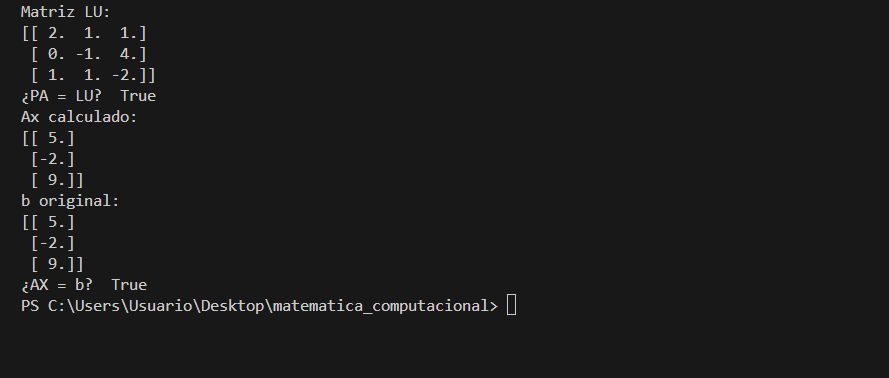 Matriz LU:
[[ 2.  1.  1.]
 [ 0. -1.  4.]
 [ 1.  1. -2.]]
¿PA = LU?  True
Ax calculado:
[[ 5.]
 [-2.]
 [ 9.]]
b original:
[[ 5.]
 [-2.]
 [ 9.]]
¿AX = b?  True
PS C:\Users\Usuario\Desktop\matematica_computacional>